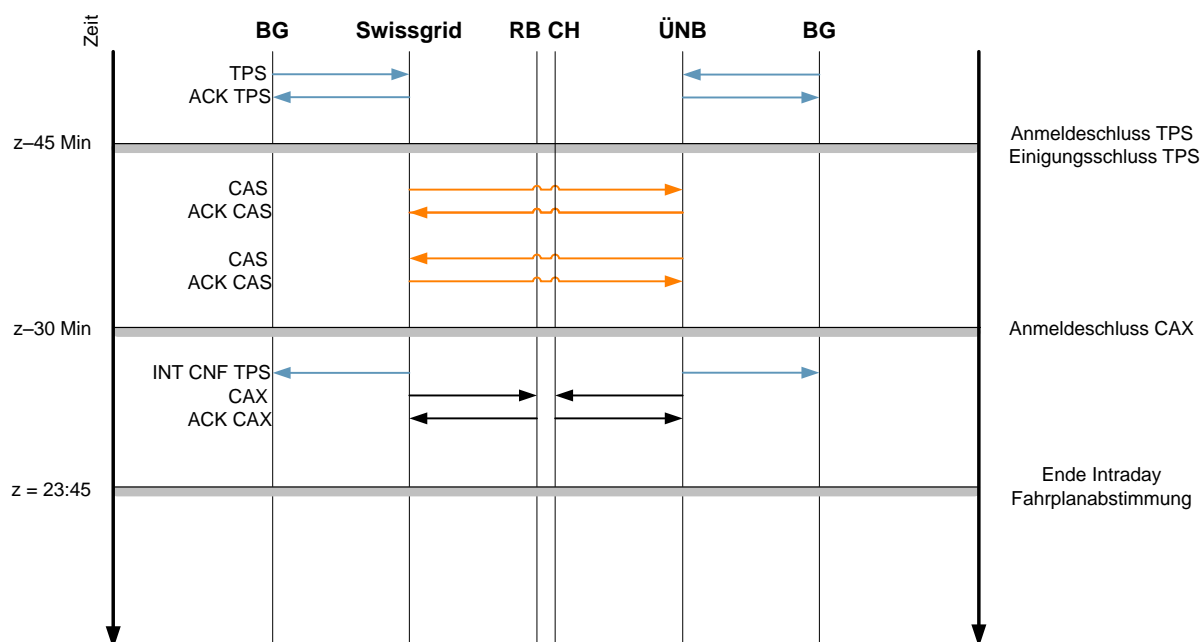 Zeit
BG Swissgrid RB CH ÜNB BG
TPS
ACK TPS
z–45 Min
Anmeldeschluss TPS
Einigungsschluss TPS
CAS
ACK CAS
CAS
ACK CAS
z–30 Min
Anmeldeschluss CAX
INT CNF TPS
CAX
ACK CAX
z = 23:45
Ende Intraday
Fahrplanabstimmung